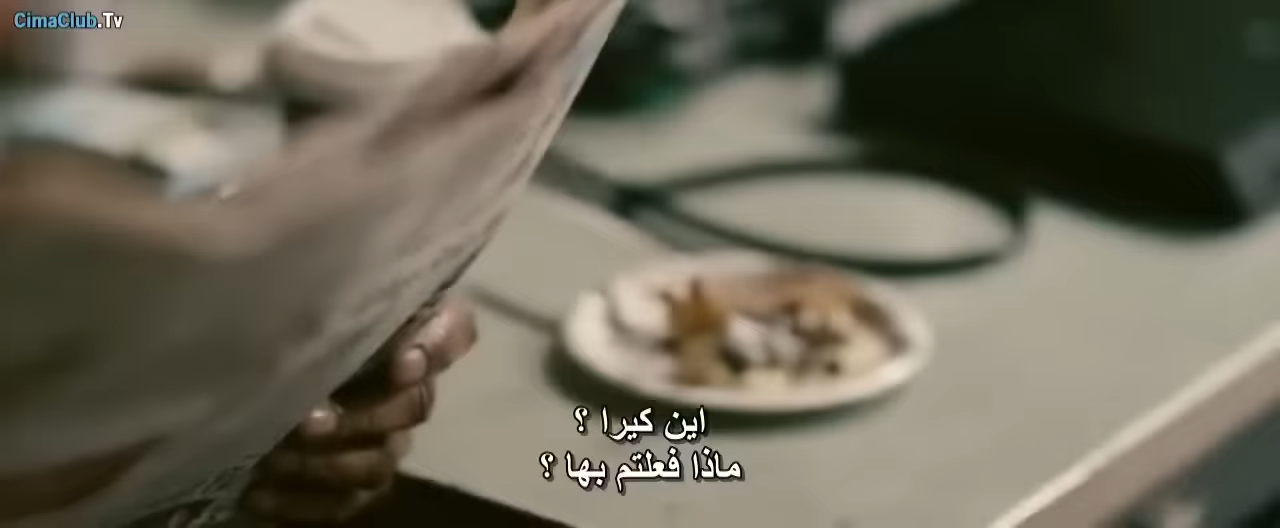 CimaClub.Tv
اين كيرا ؟
ماذا فعلتم بها ؟